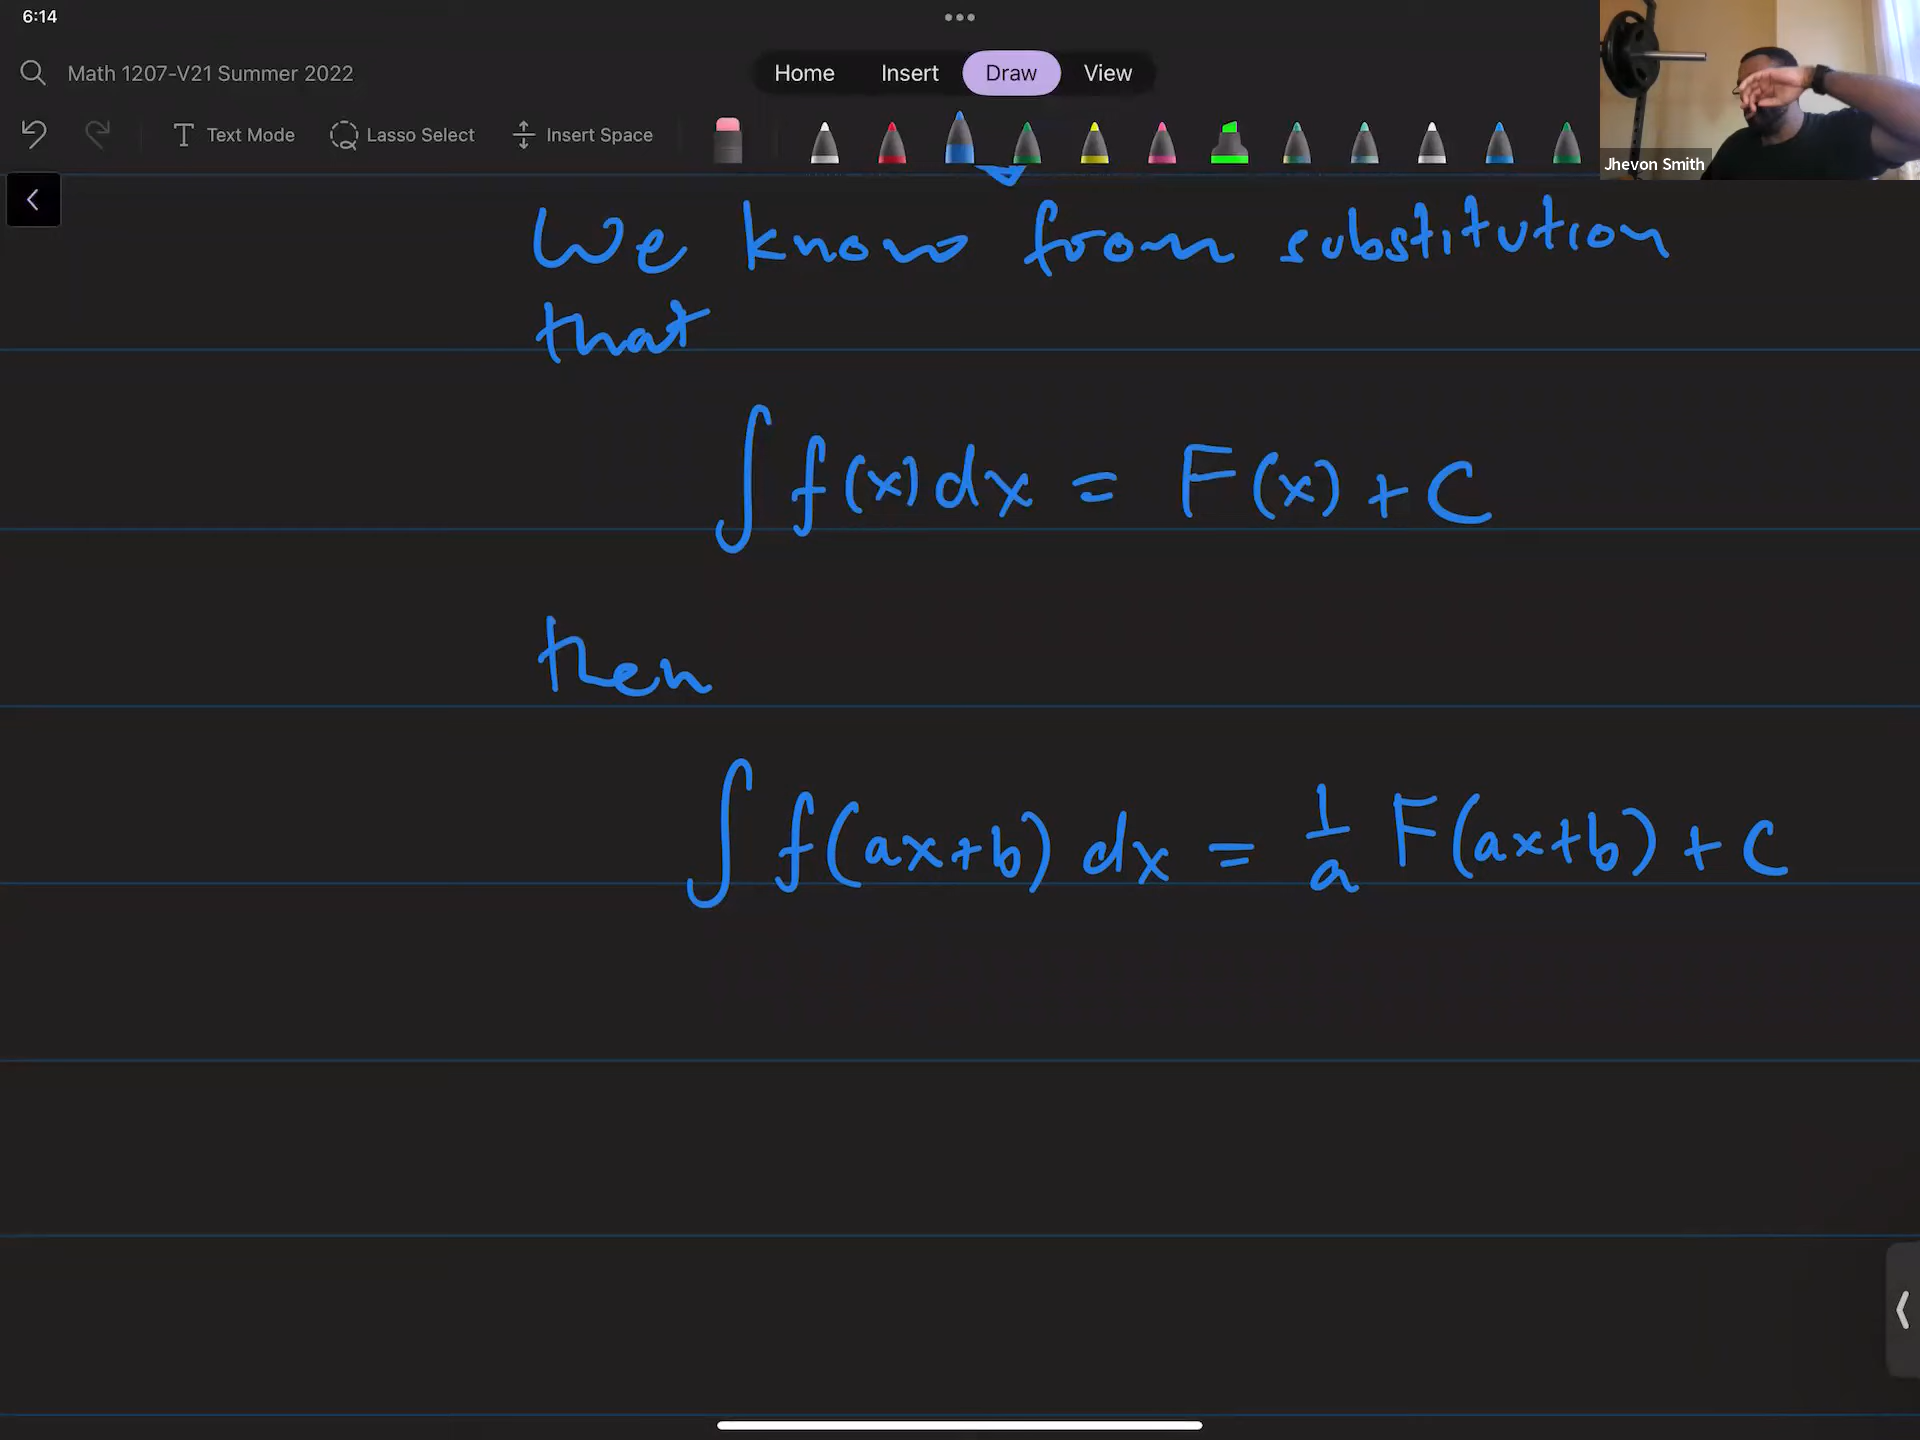 6:14
Math 1207-V21 Summer 2022
Home Insert Draw View
Text Mode Lasso Select Insert Space
Jhevon Smith
We know from substitution
that
∫ f(x) dx = F(x) + C
then
∫ f(ax+b) dx = 1/a F(ax+b) + C